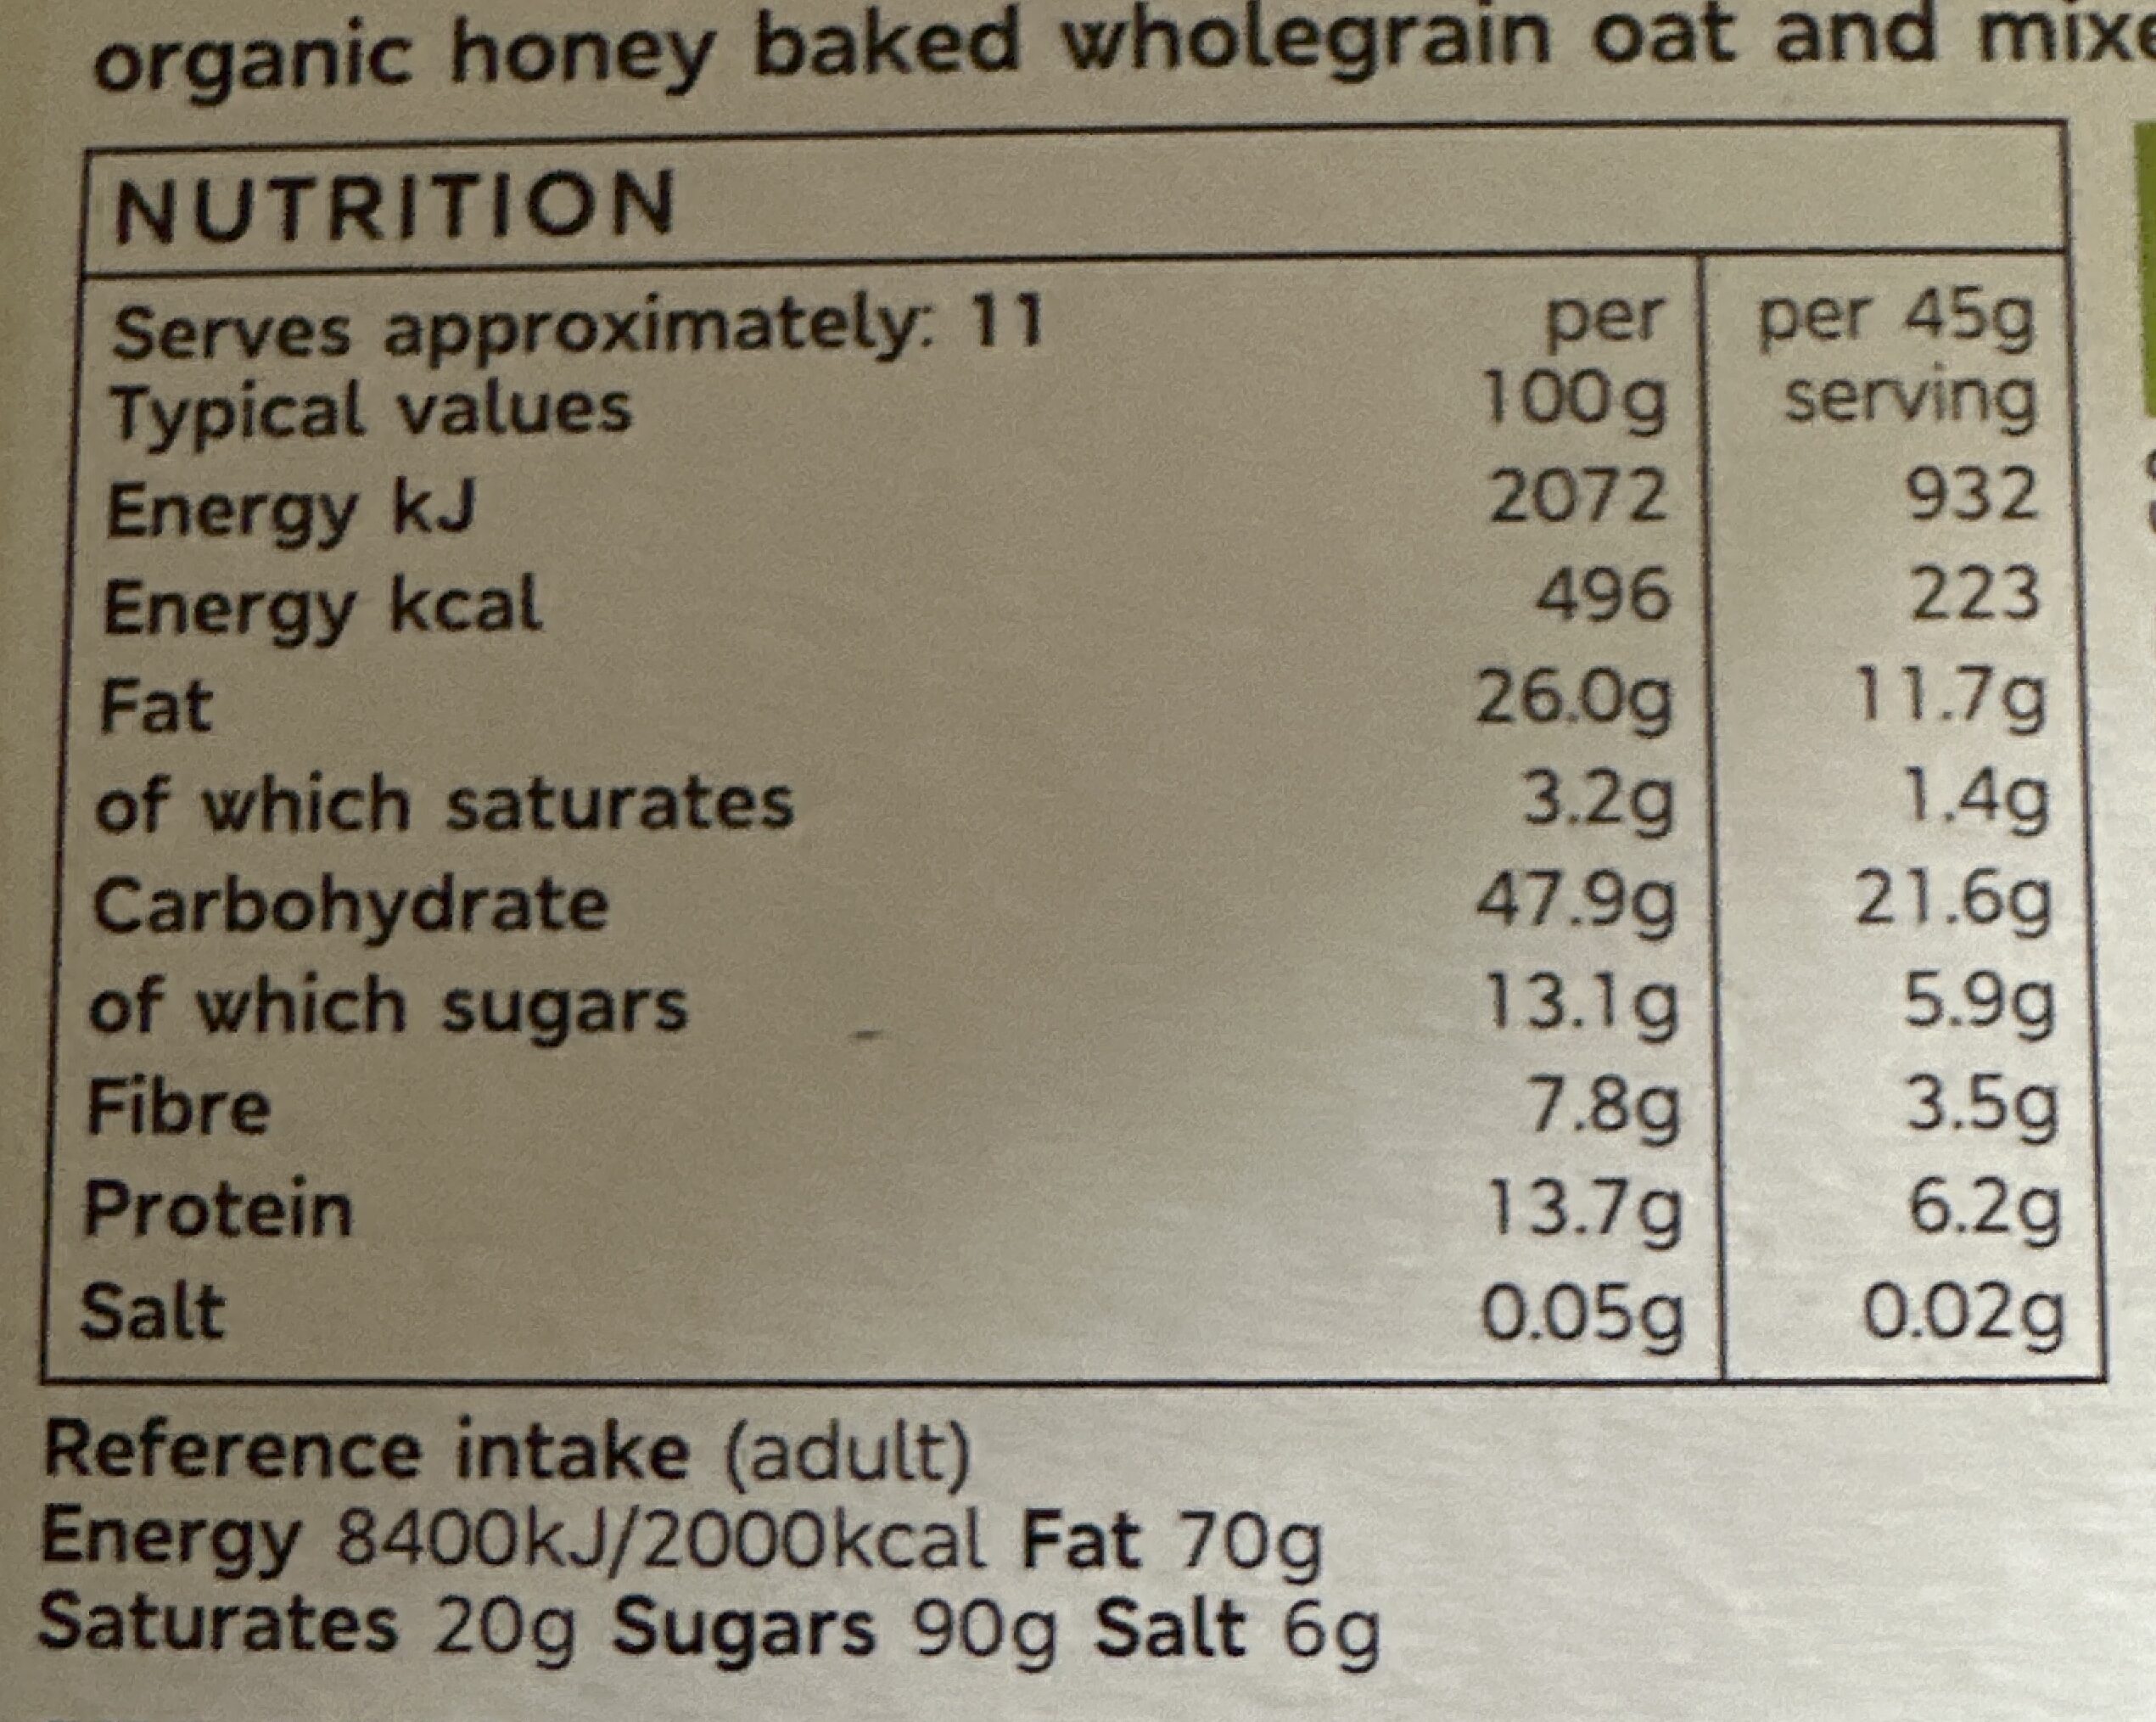 organic honey baked wholegrain oat and
NUTRITION
Serves approximately: 11 per per 45g
Typical values 100g serving
Energy kJ 2072 932
Energy kcal 496 223
Fat 26.0g 11.7g
of which saturates 3.2g 1.4g
Carbohydrate 47.9g 21.6g
of which sugars 13.1g 5.9g
Fibre 7.8g 3.5g
Protein 13.7g 6.2g
Salt 0.05g 0.02g
Reference intake (adult)
Energy 8400kJ/2000kcal Fat 70g
Saturates 20g Sugars 90g Salt 6g